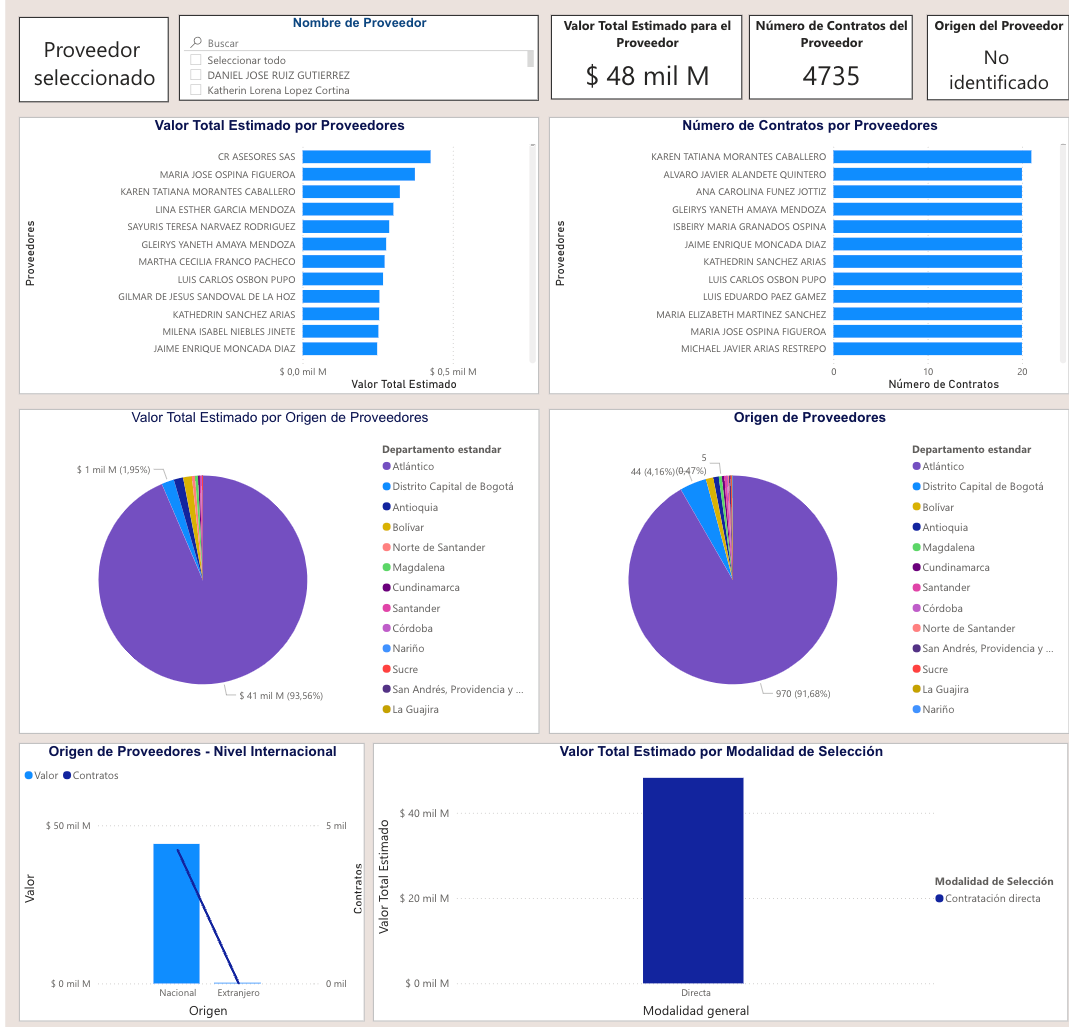 Proveedor
seleccionado
Nombre de Proveedor
Buscar
Seleccionar todo
DANIEL JOSE RUIZ GUTIERREZ
Katherin Lorena Lopez Cortina
Valor Total Estimado para el
Proveedor
$ 48 mil M
Número de Contratos del
Proveedor
4735
Origen del Proveedor
No
identificado
Valor Total Estimado por Proveedores
Proveedores
CR ASESORES SAS
MARIA JOSE OSPINA FIGUEROA
KAREN TATIANA MORANTES CABALLERO
LINA ESTHER GARCIA MENDOZA
SAYURIS TERESA NARVAEZ RODRIGUEZ
GLEIRYS YANETH AMAYA MENDOZA
MARTHA CECILIA FRANCO PACHECO
LUIS CARLOS OSBON PUPO
GILMAR DE JESUS SANDOVAL DE LA HOZ
KATHEDRIN SANCHEZ ARIAS
MILENA ISABEL NIEBLES JINETE
JAIME ENRIQUE MONCADA DIAZ
$ 0,0 mil M
$ 0,5 mil M
Valor Total Estimado
Número de Contratos por Proveedores
Proveedores
KAREN TATIANA MORANTES CABALLERO
ALVARO JAVIER ALANDETE QUINTERO
ANA CAROLINA FUNEZ JOTTIZ
GLEIRYS YANETH AMAYA MENDOZA
ISBEIRY MARIA GRANADOS OSPINA
JAIME ENRIQUE MONCADA DIAZ
KATHEDRIN SANCHEZ ARIAS
LUIS CARLOS OSBON PUPO
LUIS EDUARDO PAEZ GAMEZ
MARIA ELIZABETH MARTINEZ SANCHEZ
MARIA JOSE OSPINA FIGUEROA
MICHAEL JAVIER ARIAS RESTREPO
0
10
20
Número de Contratos
Valor Total Estimado por Origen de Proveedores
$ 1 mil M (1,95%)
$ 41 mil M (93,56%)
Departamento estandar
Atlántico
Distrito Capital de Bogotá
Antioquia
Bolívar
Norte de Santander
Magdalena
Cundinamarca
Santander
Córdoba
Nariño
Sucre
San Andrés, Providencia y ...
La Guajira
Origen de Proveedores
5
44 (4,16%)
(0,47%)
970 (91,68%)
Departamento estandar
Atlántico
Distrito Capital de Bogotá
Bolívar
Antioquia
Magdalena
Cundinamarca
Santander
Córdoba
Norte de Santander
San Andrés, Providencia y ...
Sucre
La Guajira
Nariño
Origen de Proveedores - Nivel Internacional
Valor
Contratos
$ 50 mil M
$ 0 mil M
5 mil
0 mil
Valor
Contratos
Nacional
Extranjero
Origen
Valor Total Estimado por Modalidad de Selección
Valor Total Estimado
$ 40 mil M
$ 20 mil M
$ 0 mil M
Directa
Modalidad general
Modalidad de Selección
Contratación directa